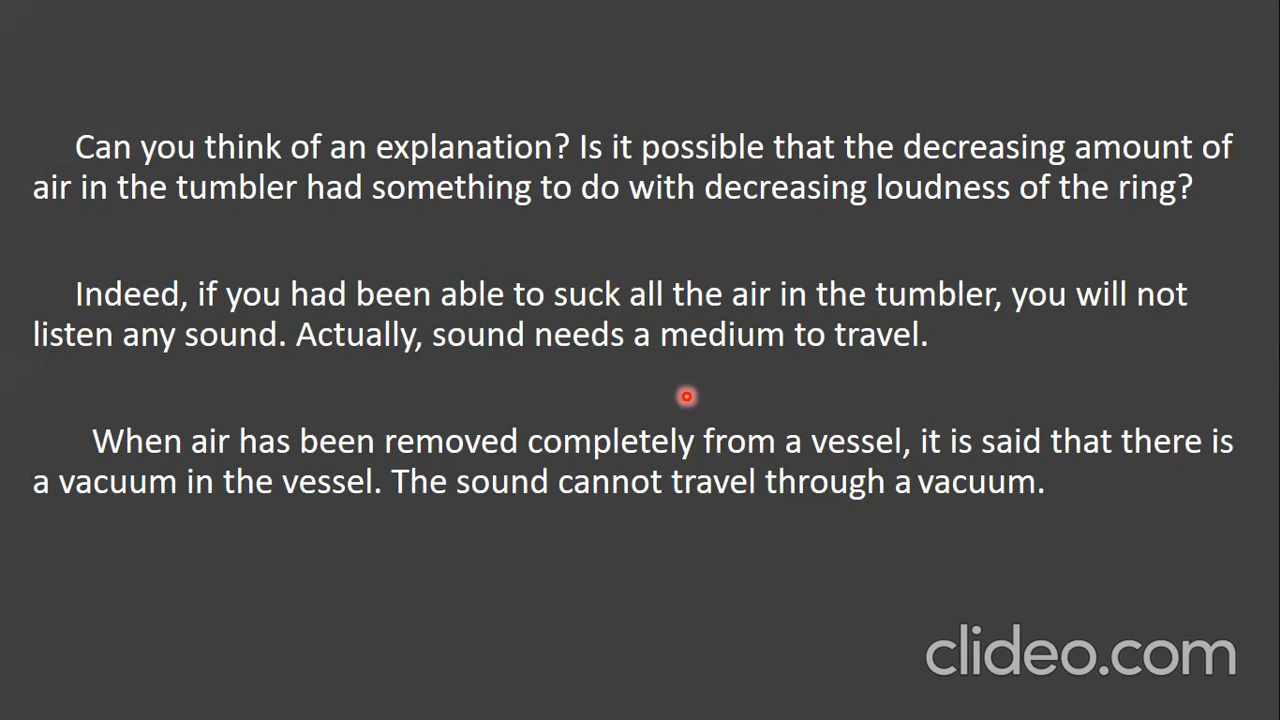 Can you think of an explanation? Is it possible that the decreasing amount of
air in the tumbler had something to do with decreasing loudness of the ring?
Indeed, if you had been able to suck all the air in the tumbler, you will not
listen any sound. Actually, sound needs a medium to travel.
When air has been removed completely from a vessel, it is said that there is
a vacuum in the vessel. The sound cannot travel through a vacuum.
clideo.com